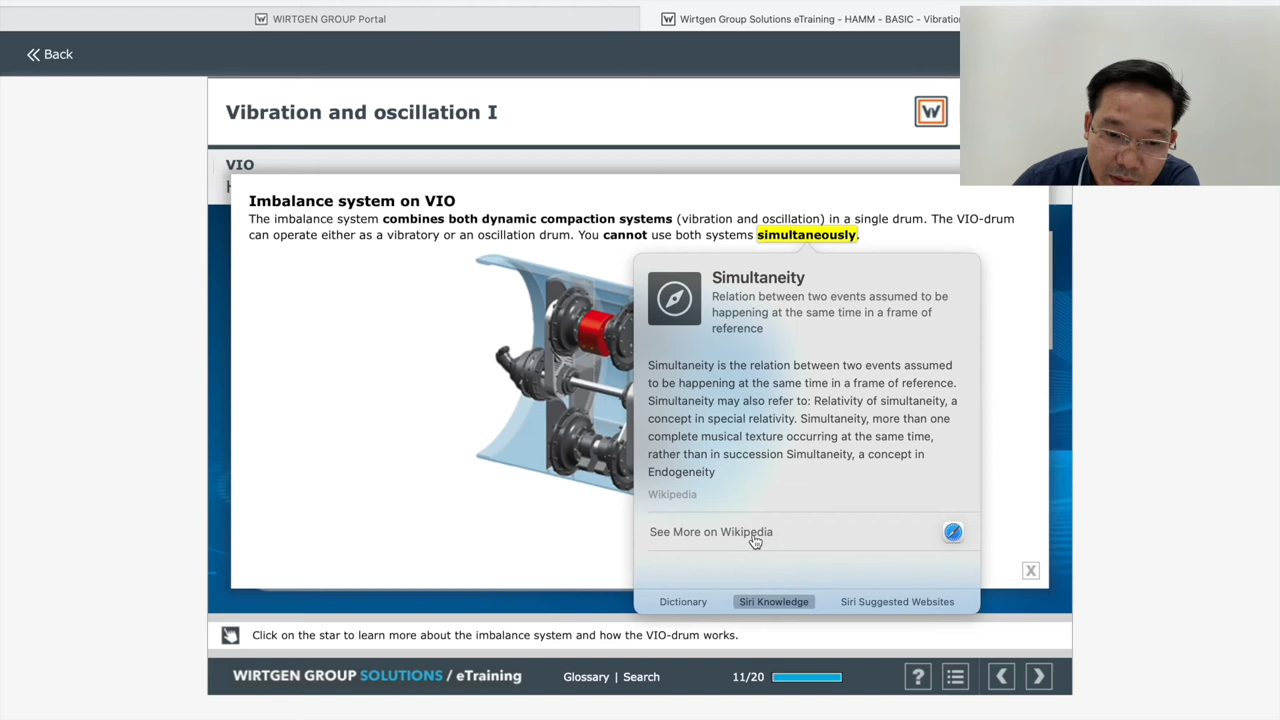 WIRTGEN GROUP Portal
Wirtgen Group Solutions eTraining - HAMM - BASIC - Vibration
Back
Vibration and oscillation I
W
VIO
Imbalance system on VIO
The imbalance system combines both dynamic compaction systems (vibration and oscillation) in a single drum. The VIO-drum
can operate either as a vibratory or an oscillation drum. You cannot use both systems simultaneously.
Simultaneity
Relation between two events assumed to be
happening at the same time in a frame of
reference
Simultaneity is the relation between two events assumed
to be happening at the same time in a frame of reference.
Simultaneity may also refer to: Relativity of simultaneity, a
concept in special relativity. Simultaneity, more than one
complete musical texture occurring at the same time,
rather than in succession Simultaneity, a concept in
Endogeneity
Wikipedia
See More on Wikipedia
X
Dictionary Siri Knowledge Siri Suggested Websites
Click on the star to learn more about the imbalance system and how the VIO-drum works.
WIRTGEN GROUP SOLUTIONS / eTraining Glossary | Search 11/20 ?